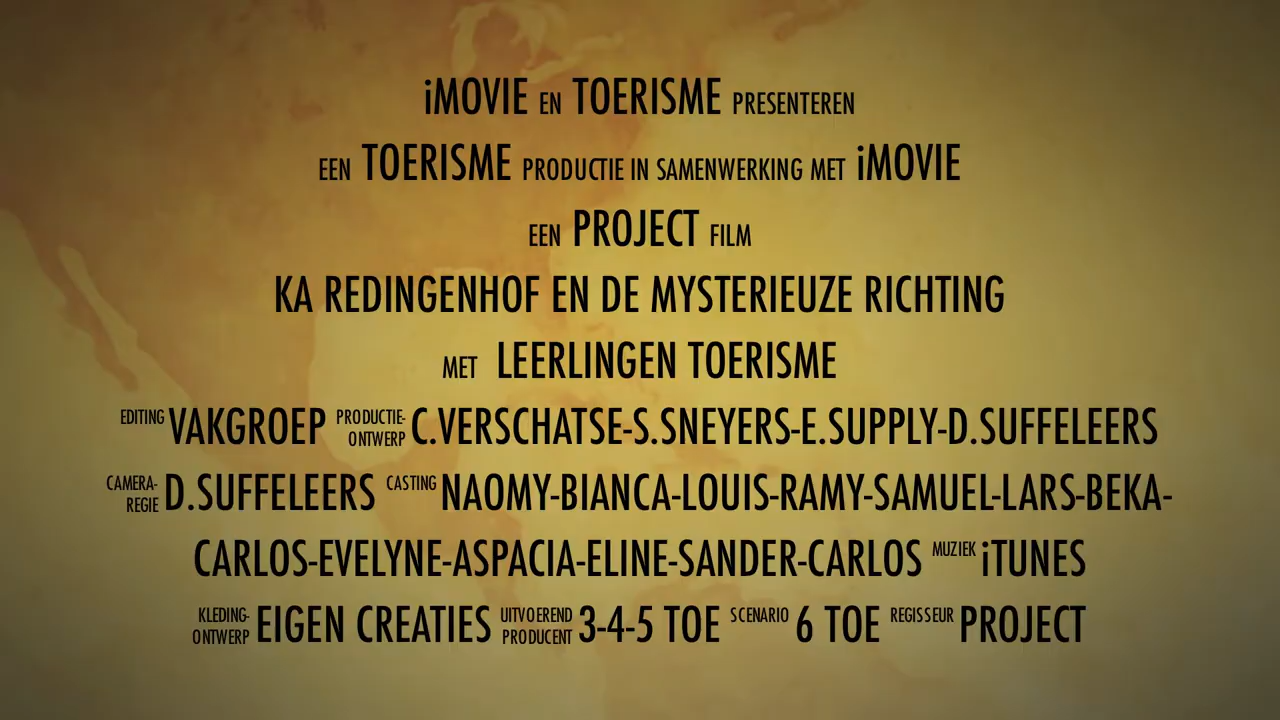 iMOVIE EN TOERISME PRESENTEREN
EEN TOERISME PRODUCTIE IN SAMENWERKING MET iMOVIE
EEN PROJECT FILM
KA REDINGENHOF EN DE MYSTERIEUZE RICHTING
MET LEERLINGEN TOERISME
EDITING VAKGROEP PRODUCTIE-ONTWERP C.VERSCHATSE-S.SNEYERS-E.SUPPLY-D.SUFFELEERS
CAMERA-REGIE D.SUFFELEERS CASTING NAOMY-BIANCA-LOUIS-RAMY-SAMUEL-LARS-BEKA-
CARLOS-EVELYNE-ASPACIA-ELINE-SANDER-CARLOS MUZIEK iTUNES
KLEDING-ONTWERP EIGEN CREATIES UITVOEREND PRODUCENT 3-4-5 TOE SCENARIO 6 TOE REGISSEUR PROJECT